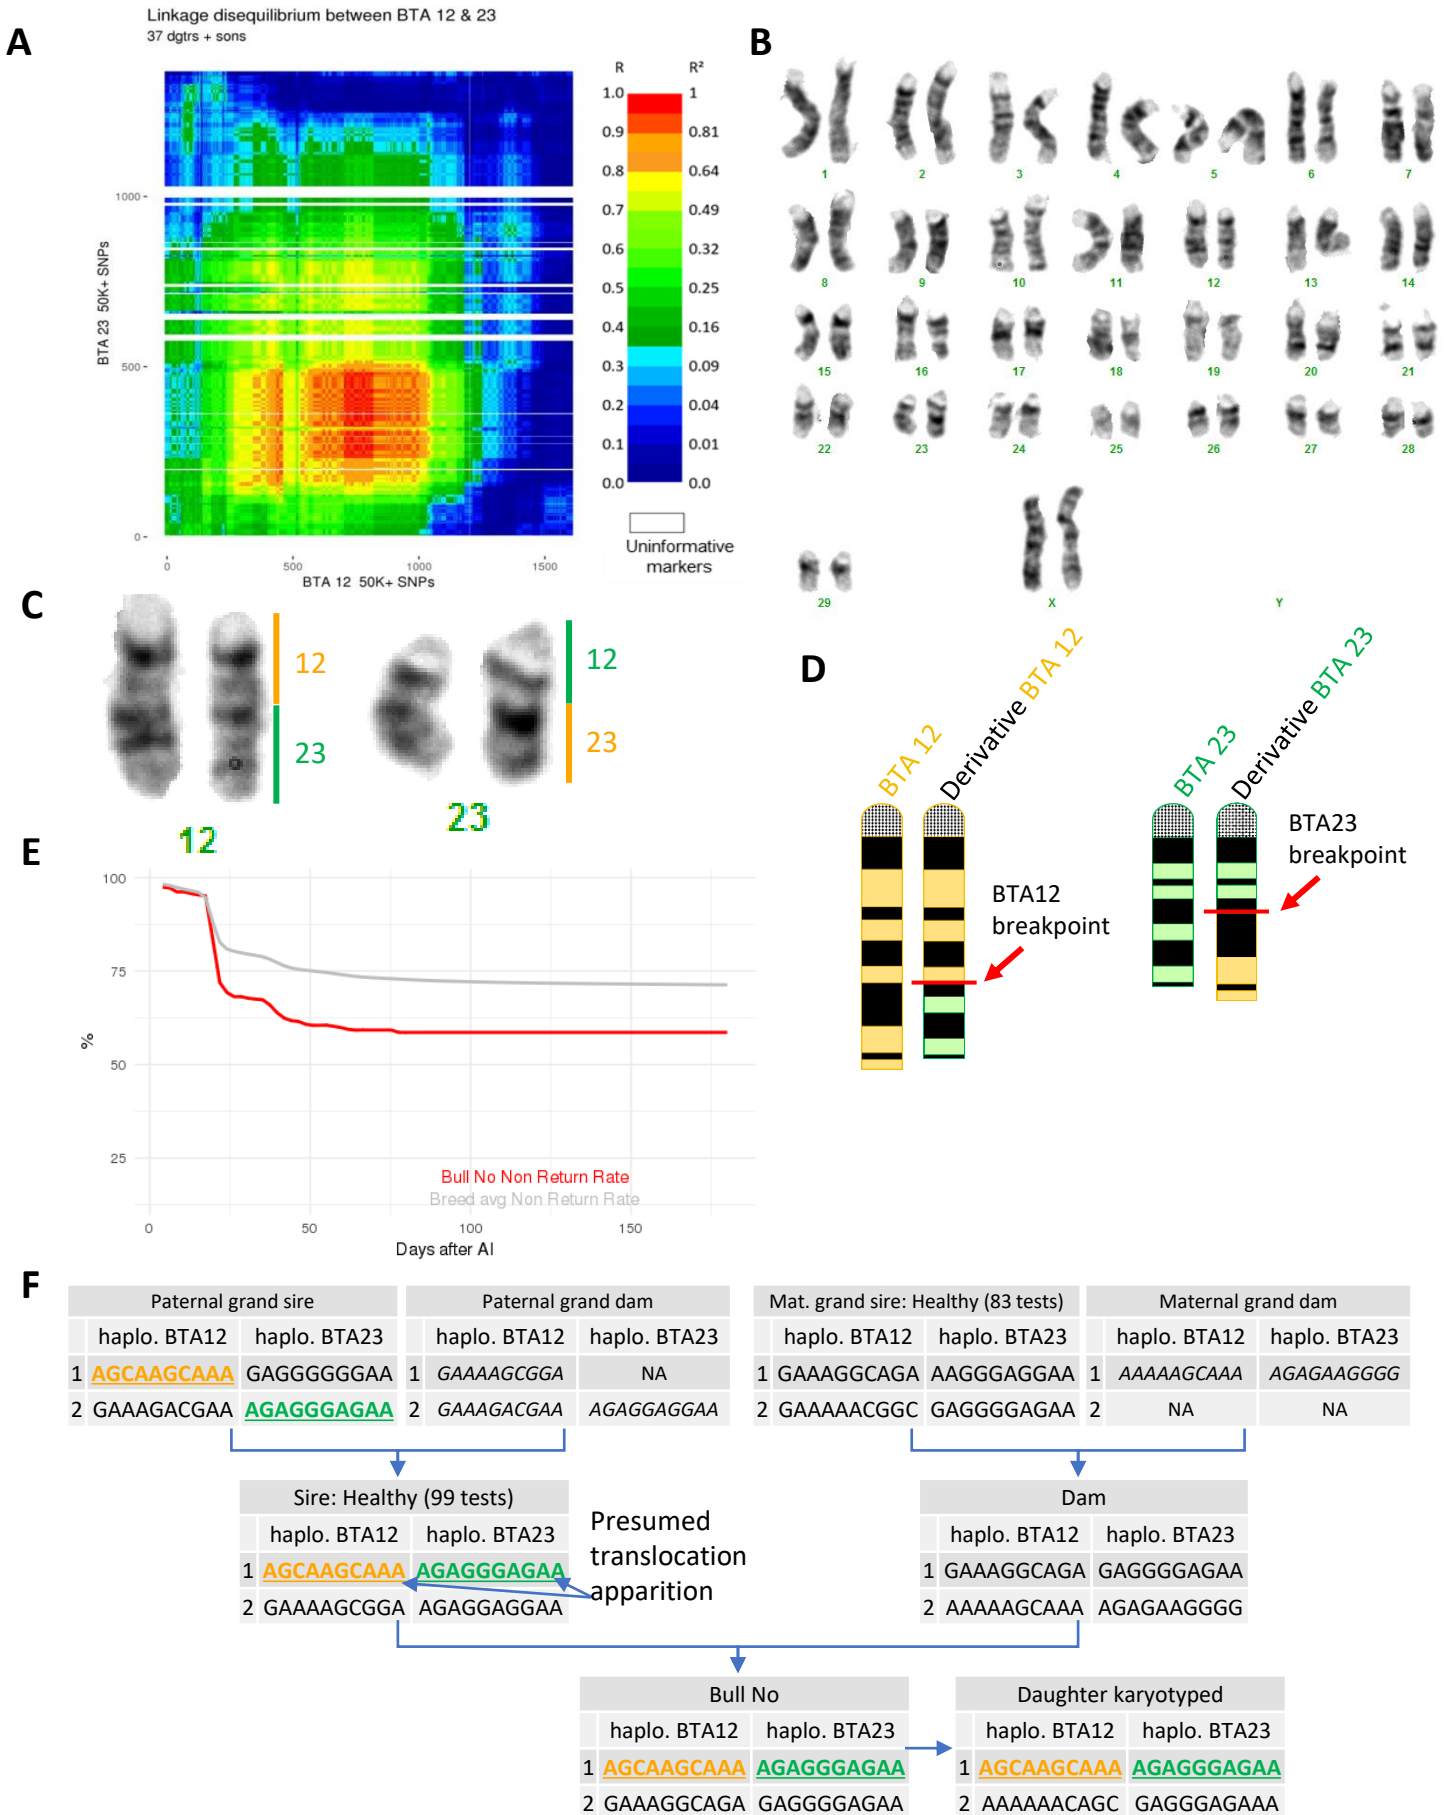 A
Linkage disequilibrium between BTA 12 & 23
37 dgtrs + sons
R R²
1.0 1
0.9 0.81
0.8 0.64
0.7 0.49
0.6 0.32
0.5 0.25
0.4 0.16
0.3 0.09
0.2 0.04
0.1 0.01
0.0 0.0
Uninformative
markers
BTA 23 50K+ SNPs
1000
500
0
0 500 1000 1500
BTA 12 50K+ SNPs
B
1 2 3 4 5 6 7
8 9 10 11 12 13 14
15 16 17 18 19 20 21
22 23 24 25 26 27 28
29 X Y
C
12
23
12
12
23
23
D
BTA 12
Derivative BTA 12
BTA 23
Derivative BTA 23
BTA12
breakpoint
BTA23
breakpoint
E
100
75
50
25
%
Bull No Non Return Rate
Breed avg Non Return Rate
0 50 100 150
Days after AI
F
Paternal grand sire
haplo. BTA12 haplo. BTA23
1 AGCAAGCAAA GAGGGGGGAA
2 GAAAGACGAA AGAGGGAGAA
Paternal grand dam
haplo. BTA12 haplo. BTA23
1 GAAAAGCGGA NA
2 GAAAGACGAA AGAGGAGGAA
Mat. grand sire: Healthy (83 tests)
haplo. BTA12 haplo. BTA23
1 GAAAGGCAGA AAGGGAGGAA
2 GAAAAACGGC GAGGGGAGAA
Maternal grand dam
haplo. BTA12 haplo. BTA23
1 AAAAAGCAAA AGAGAAGGGG
2 NA NA
Sire: Healthy (99 tests)
haplo. BTA12 haplo. BTA23
1 AGCAAGCAAA AGAGGGAGAA
2 GAAAAGCGGA AGAGGAGGAA
Presumed
translocation
apparition
Dam
haplo. BTA12 haplo. BTA23
1 GAAAGGCAGA GAGGGGAGAA
2 AAAAAGCAAA AGAGAAGGGG
Bull No
haplo. BTA12 haplo. BTA23
1 AGCAAGCAAA AGAGGGAGAA
2 GAAAGGCAGA GAGGGGAGAA
Daughter karyotyped
haplo. BTA12 haplo. BTA23
1 AGCAAGCAAA AGAGGGAGAA
2 AAAAAACAGC GAGGGAGAAA